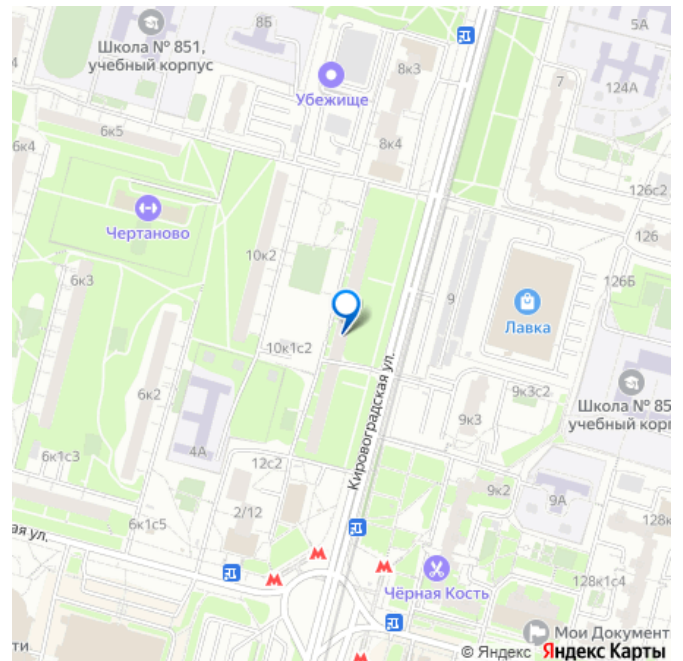 8Б
5А
Школа № 851,
учебный корпус
8к3
Убежище
7
124А
6к5
8к4
6к4
126с2
Чертаново
126
10к2
6к3
126Б
9
Лавка
10к1с2
Кировоградская ул.
6к2
9к3с2
Школа № 85
учебный корп
9к3
4А
6к1с3
12с2
9к2
9А
2/12
6к1с5
128к
ая ул.
Чёрная Кость
128к1с4
Мои Документ
ти
© Яндекс Яндекс Карты